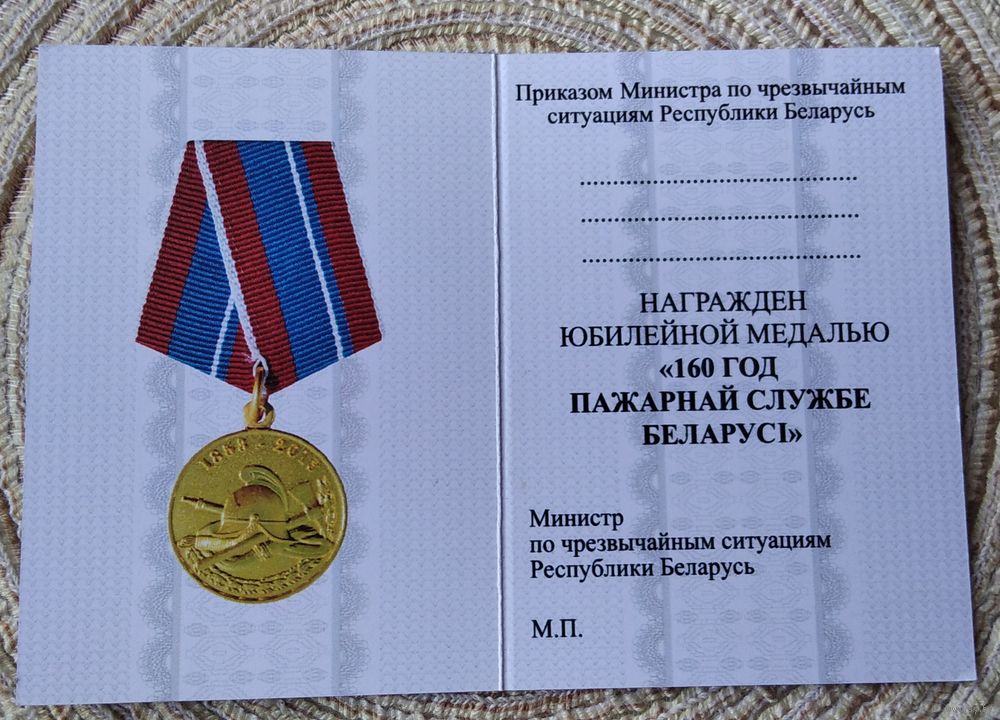 Приказом Министра по чрезвычайным
ситуациям Республики Беларусь
НАГРАЖДЕН
ЮБИЛЕЙНОЙ МЕДАЛЬЮ
«160 ГОД
ПАЖАРНАЙ СЛУЖБЕ
БЕЛАРУСІ»
Министр
по чрезвычайным ситуациям
Республики Беларусь
М.П.